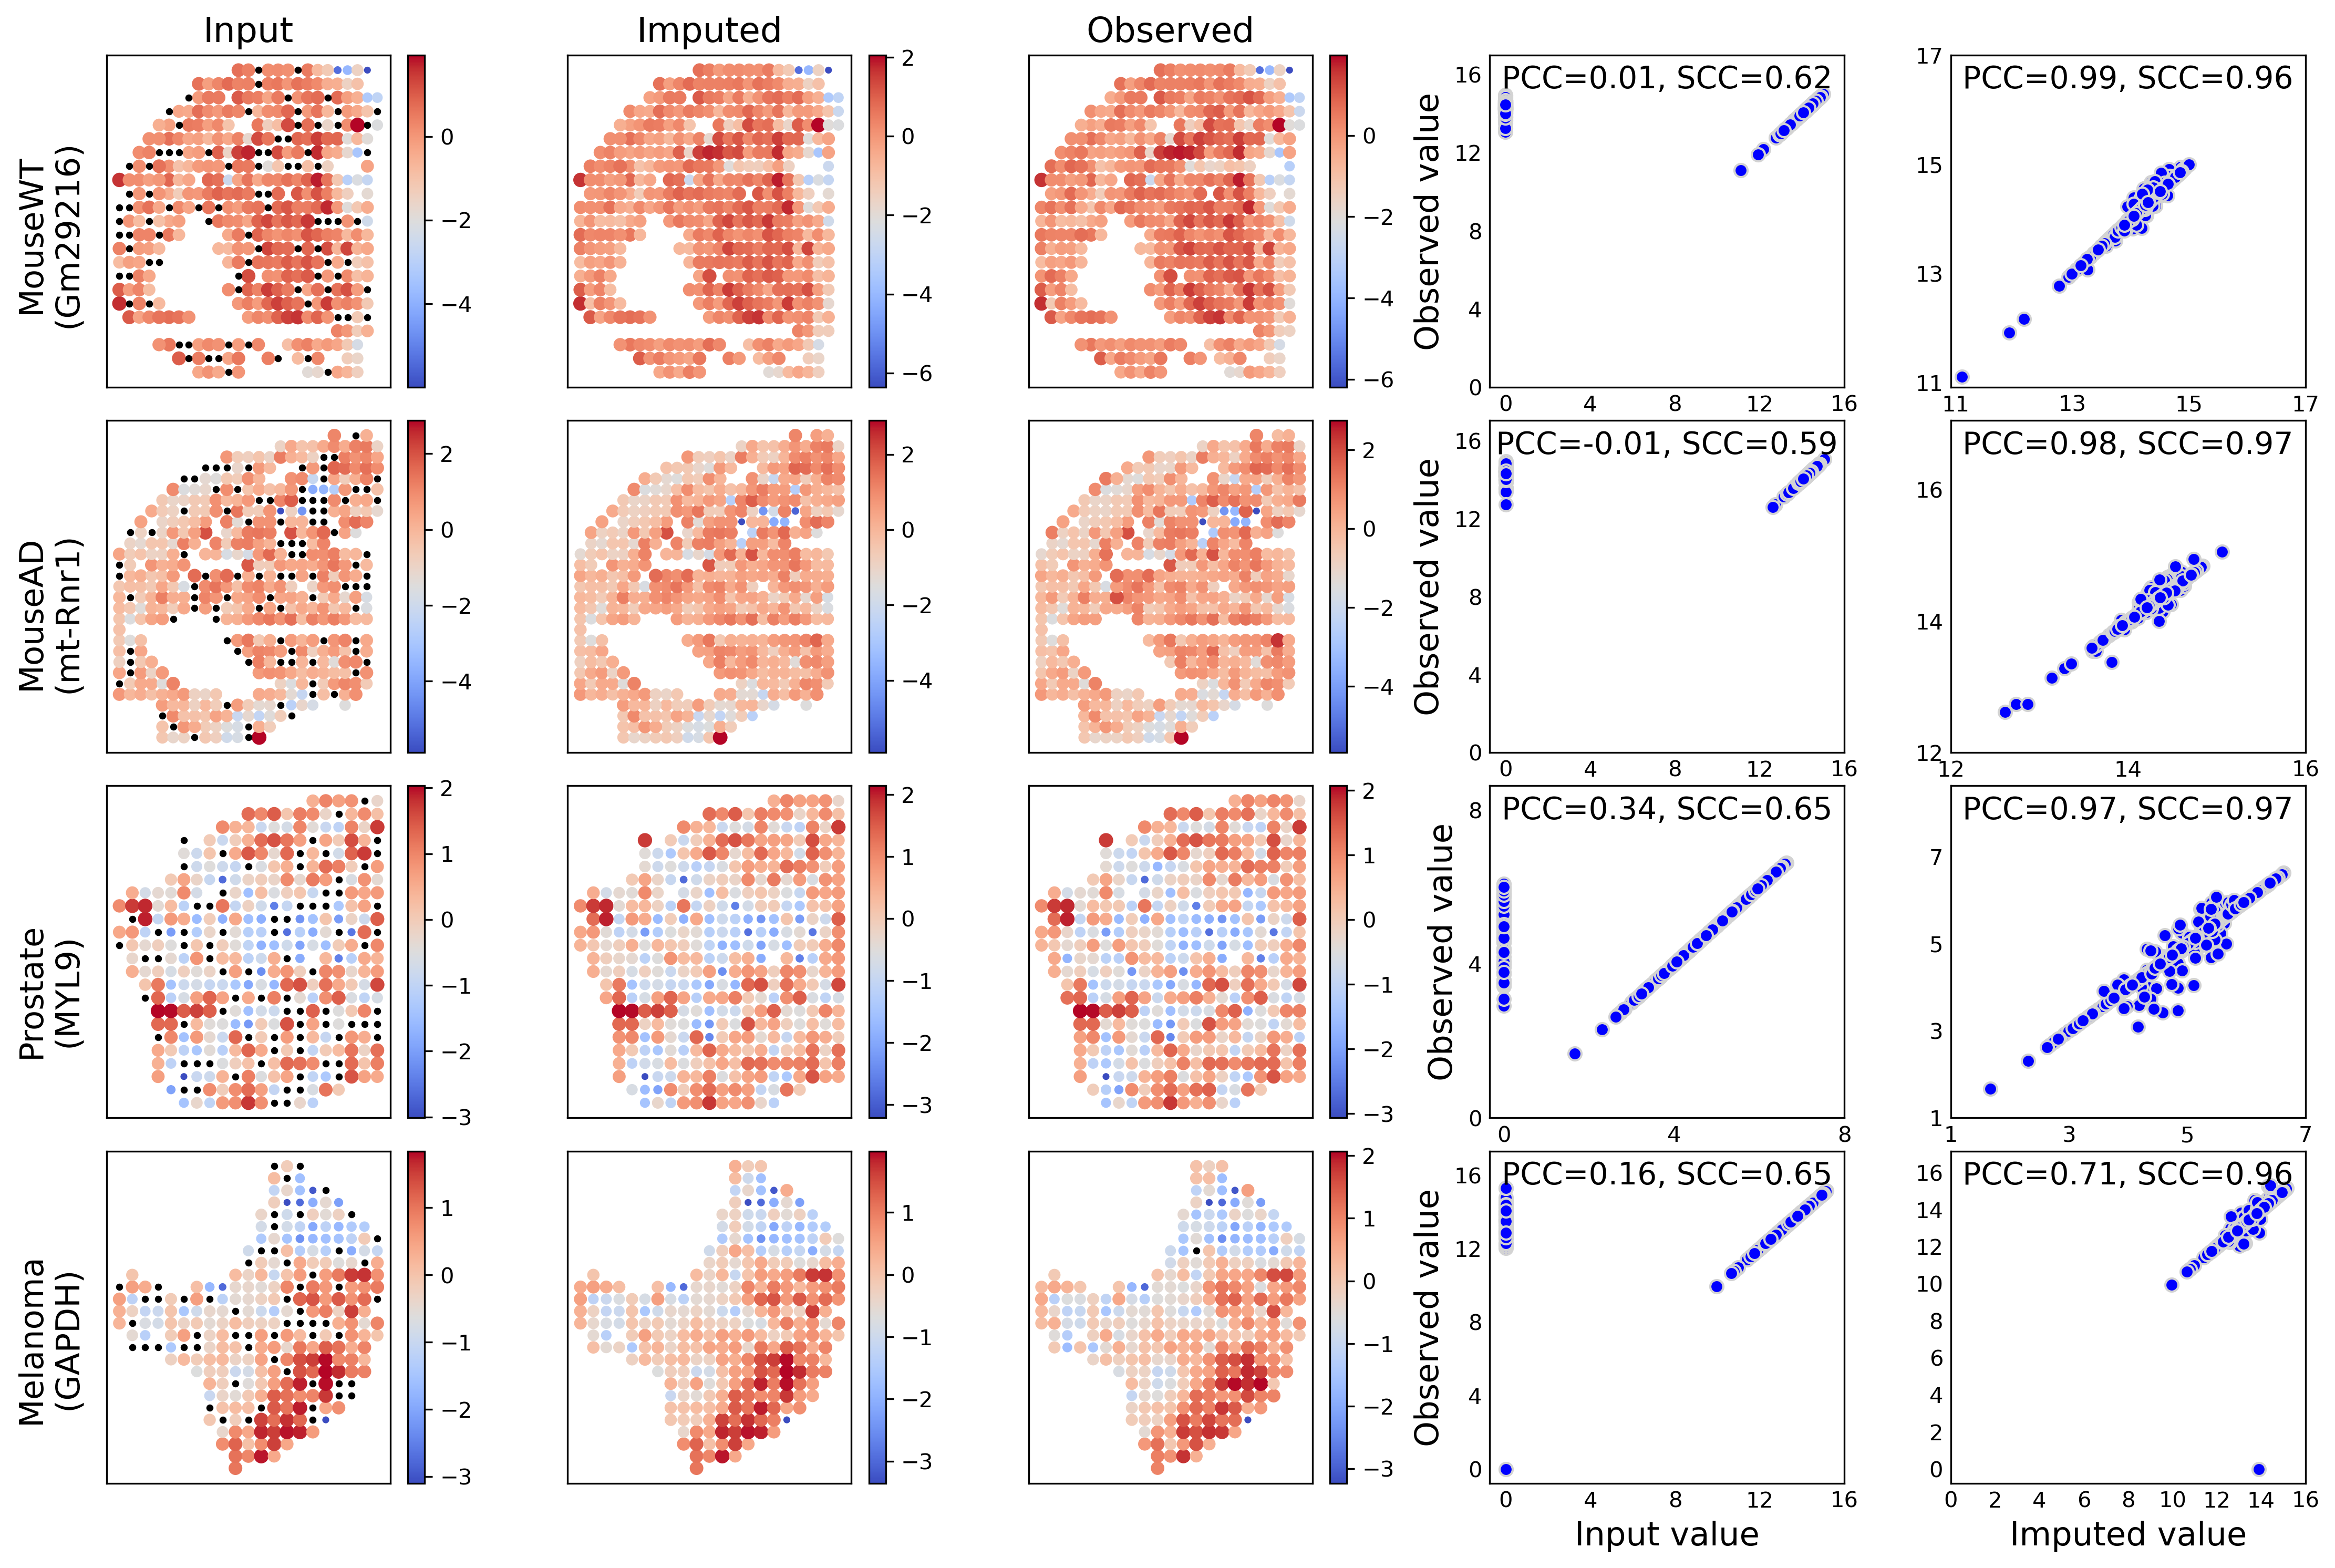 Input
Imputed
Observed
MouseWT
(Gm29216)
0
−2
−4
2
0
−2
−4
−6
0
−2
−4
−6
Observed value
PCC=0.01, SCC=0.62
16
12
8
4
0
0 4 8 12 16
PCC=0.99, SCC=0.96
17
15
13
11
11 13 15 17
MouseAD
(mt-Rnr1)
2
0
−2
−4
2
0
−2
−4
2
0
−2
−4
Observed value
PCC=-0.01, SCC=0.59
16
12
8
4
0
0 4 8 12 16
PCC=0.98, SCC=0.97
16
14
12
12 14 16
Prostate
(MYL9)
2
1
0
−1
−2
−3
2
1
0
−1
−2
−3
2
1
0
−1
−2
−3
Observed value
PCC=0.34, SCC=0.65
8
4
0
0 4 8
PCC=0.97, SCC=0.97
7
5
3
1
1 3 5 7
Melanoma
(GAPDH)
1
0
−1
−2
−3
1
0
−1
−2
−3
2
1
0
−1
−2
−3
Observed value
PCC=0.16, SCC=0.65
16
12
8
4
0
0 4 8 12 16
Input value
PCC=0.71, SCC=0.96
16
14
12
10
8
6
4
2
0
0 2 4 6 8 10 12 14 16
Imputed value